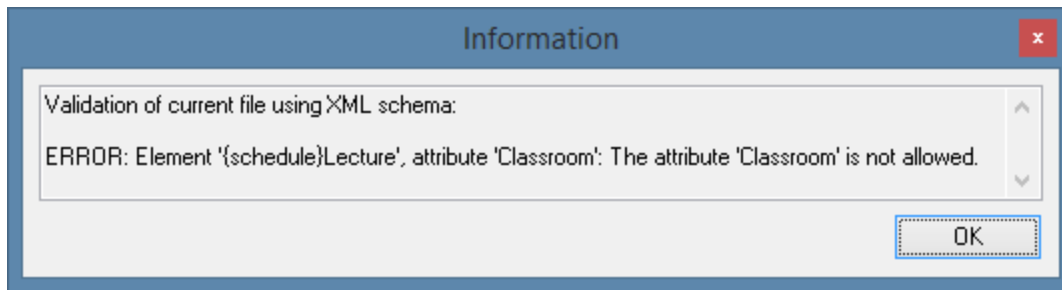 Information
x
Validation of current file using XML schema:
ERROR: Element '{schedule}Lecture', attribute 'Classroom': The attribute 'Classroom' is not allowed.
OK